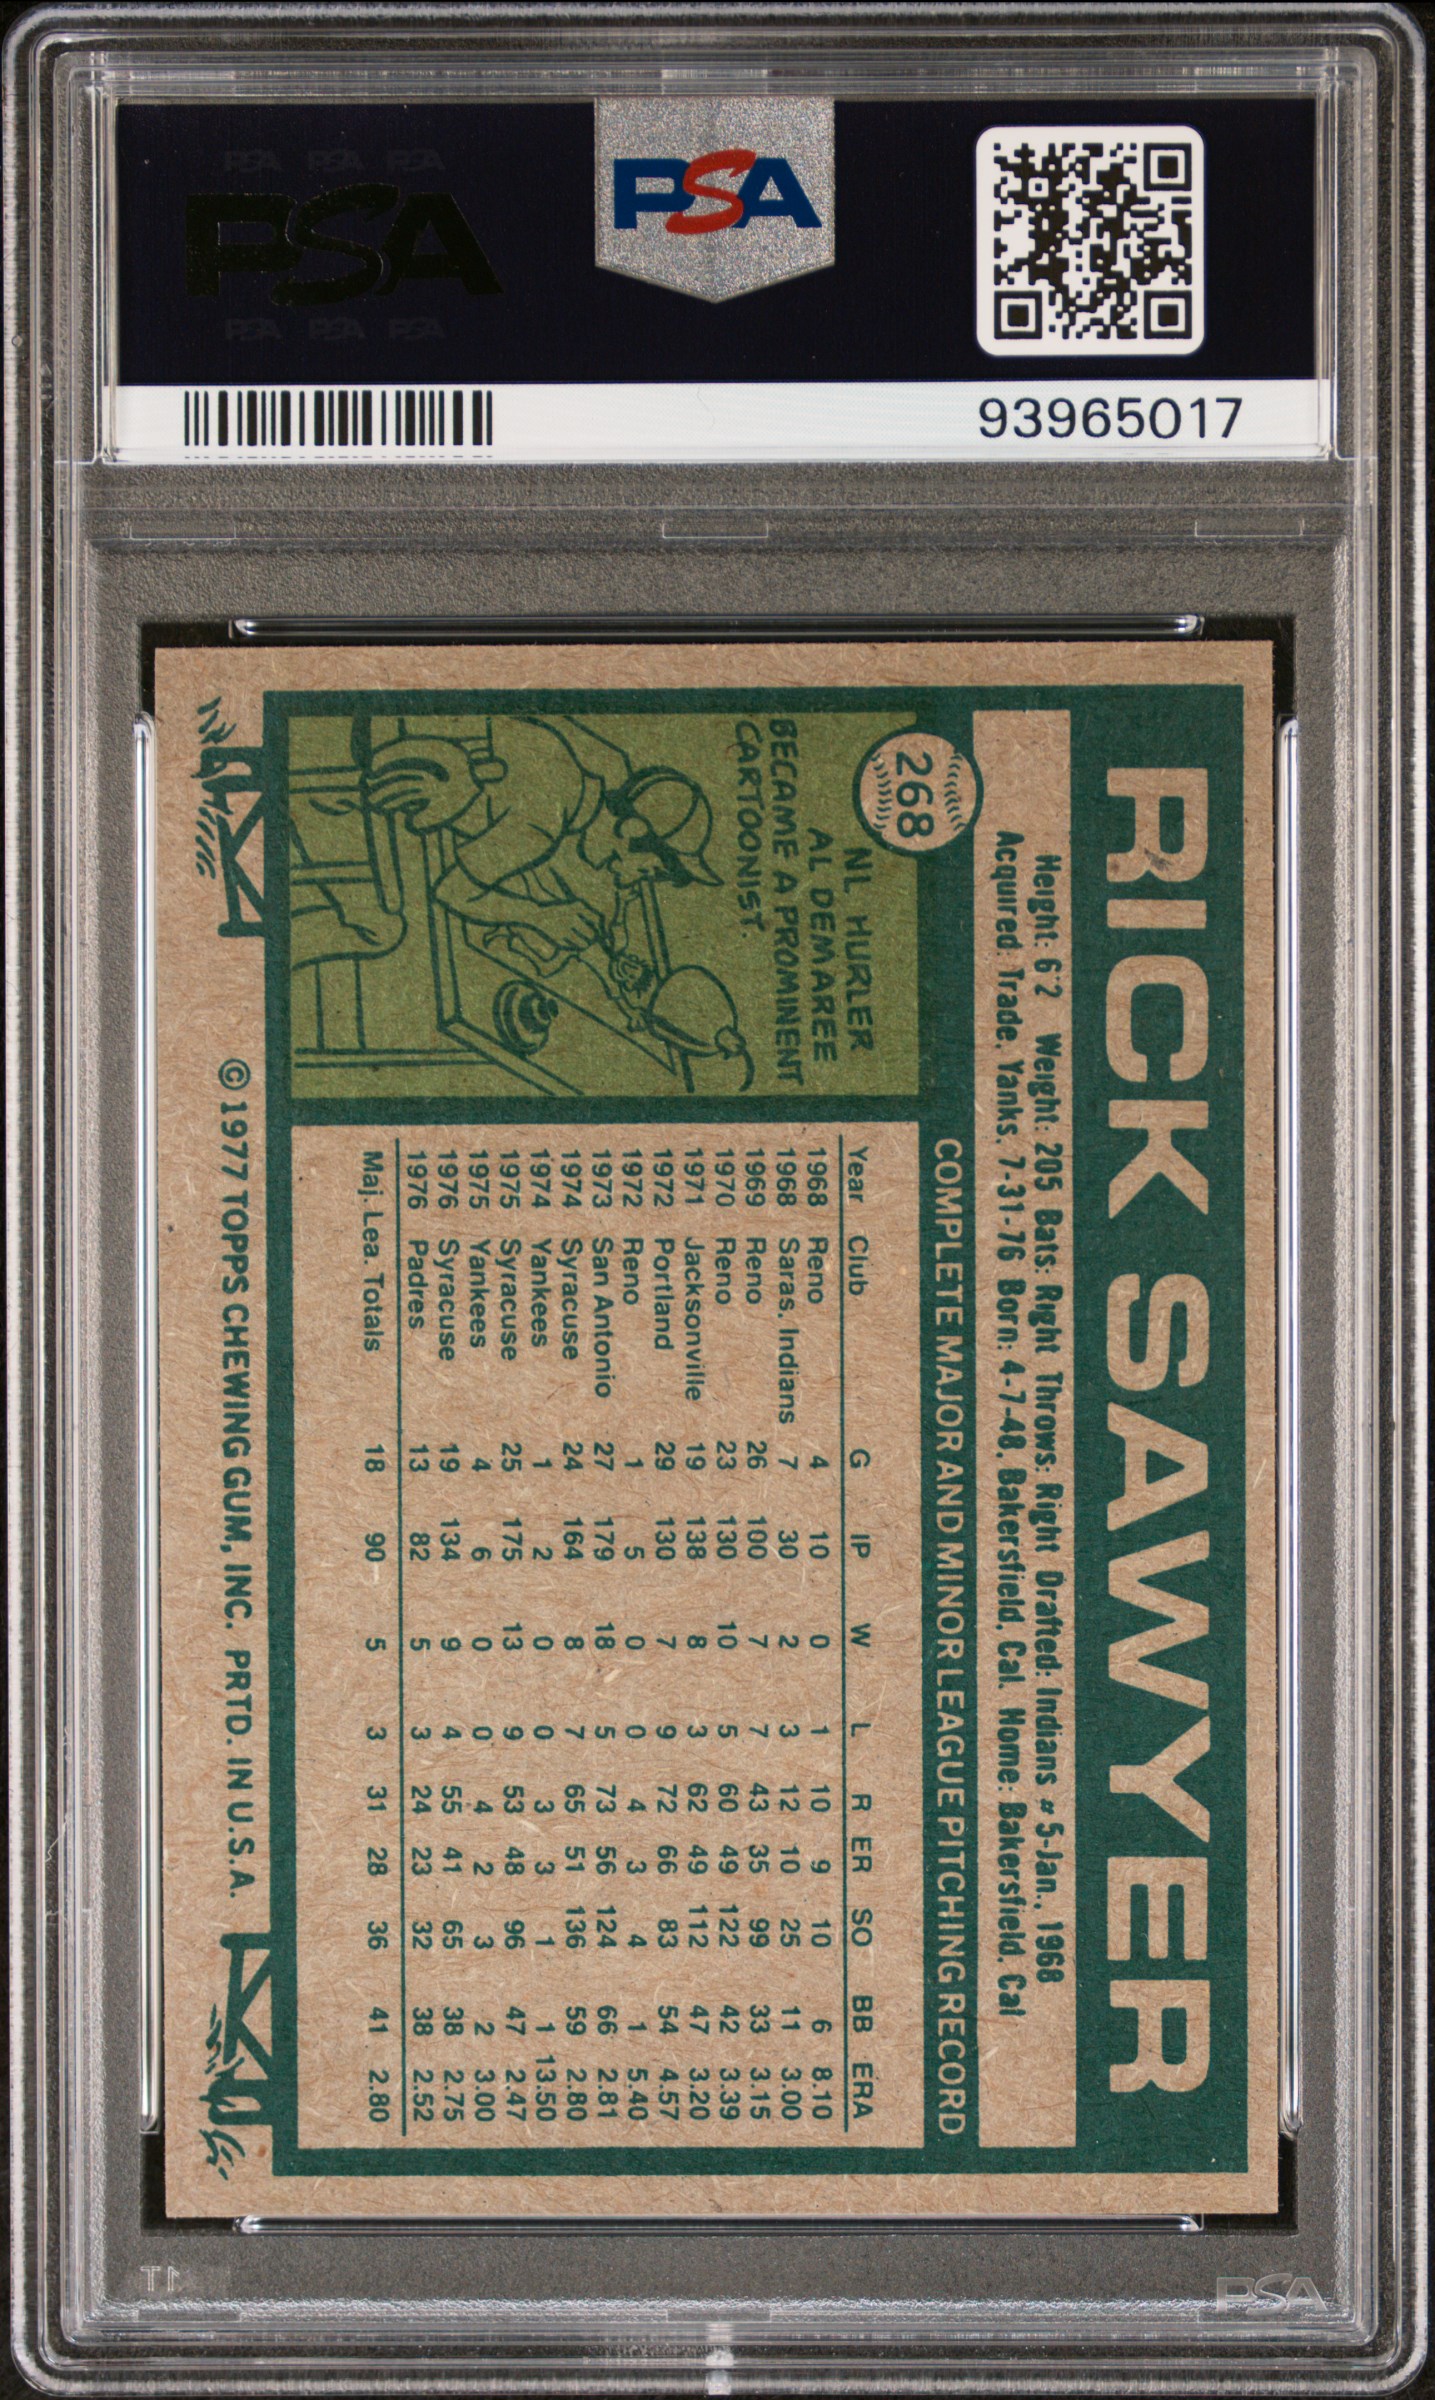 PSA PSA PSA
PSA
PSA PSA PSA
PSA
93965017
RICK SAWYER
Height: 6'2 Weight: 205 Bats: Right Throws: Right Drafted: Indians #5-Jan., 1968
Acquired: Trade, Yanks, 7-31-76 Born: 4-7-48, Bakersfield, Cal. Home: Bakersfield, Cal
268
NL HURLER
AL DEMAREE
BECAME A PROMINENT
CARTOONIST.
COMPLETE MAJOR AND MINOR LEAGUE PITCHING RECORD
Year Club G IP W L R ER SO BB ERA
1968 Reno 4 10 0 1 10 9 10 6 8.10
1968 Saras. Indians 7 30 2 3 12 10 25 11 3.00
1969 Reno 26 100 7 7 43 35 99 33 3.15
1970 Reno 23 130 10 5 60 49 122 42 3.39
1971 Jacksonville 19 138 8 3 62 49 112 47 3.20
1972 Portland 29 130 7 9 72 66 83 54 4.57
1972 Reno 1 5 0 0 4 3 4 1 5.40
1973 San Antonio 27 179 18 5 73 56 124 66 2.81
1974 Syracuse 24 164 8 7 65 51 136 59 2.80
1974 Yankees 1 2 0 0 3 3 1 1 13.50
1975 Syracuse 25 175 13 9 53 48 96 47 2.47
1975 Yankees 4 6 0 0 4 2 3 2 3.00
1976 Syracuse 19 134 9 4 55 41 65 38 2.75
1976 Padres 13 82 5 3 24 23 32 38 2.52
Maj. Lea. Totals 18 90 5 3 31 28 36 41 2.80
© 1977 TOPPS CHEWING GUM, INC. PRTD. IN U.S.A.
PSA